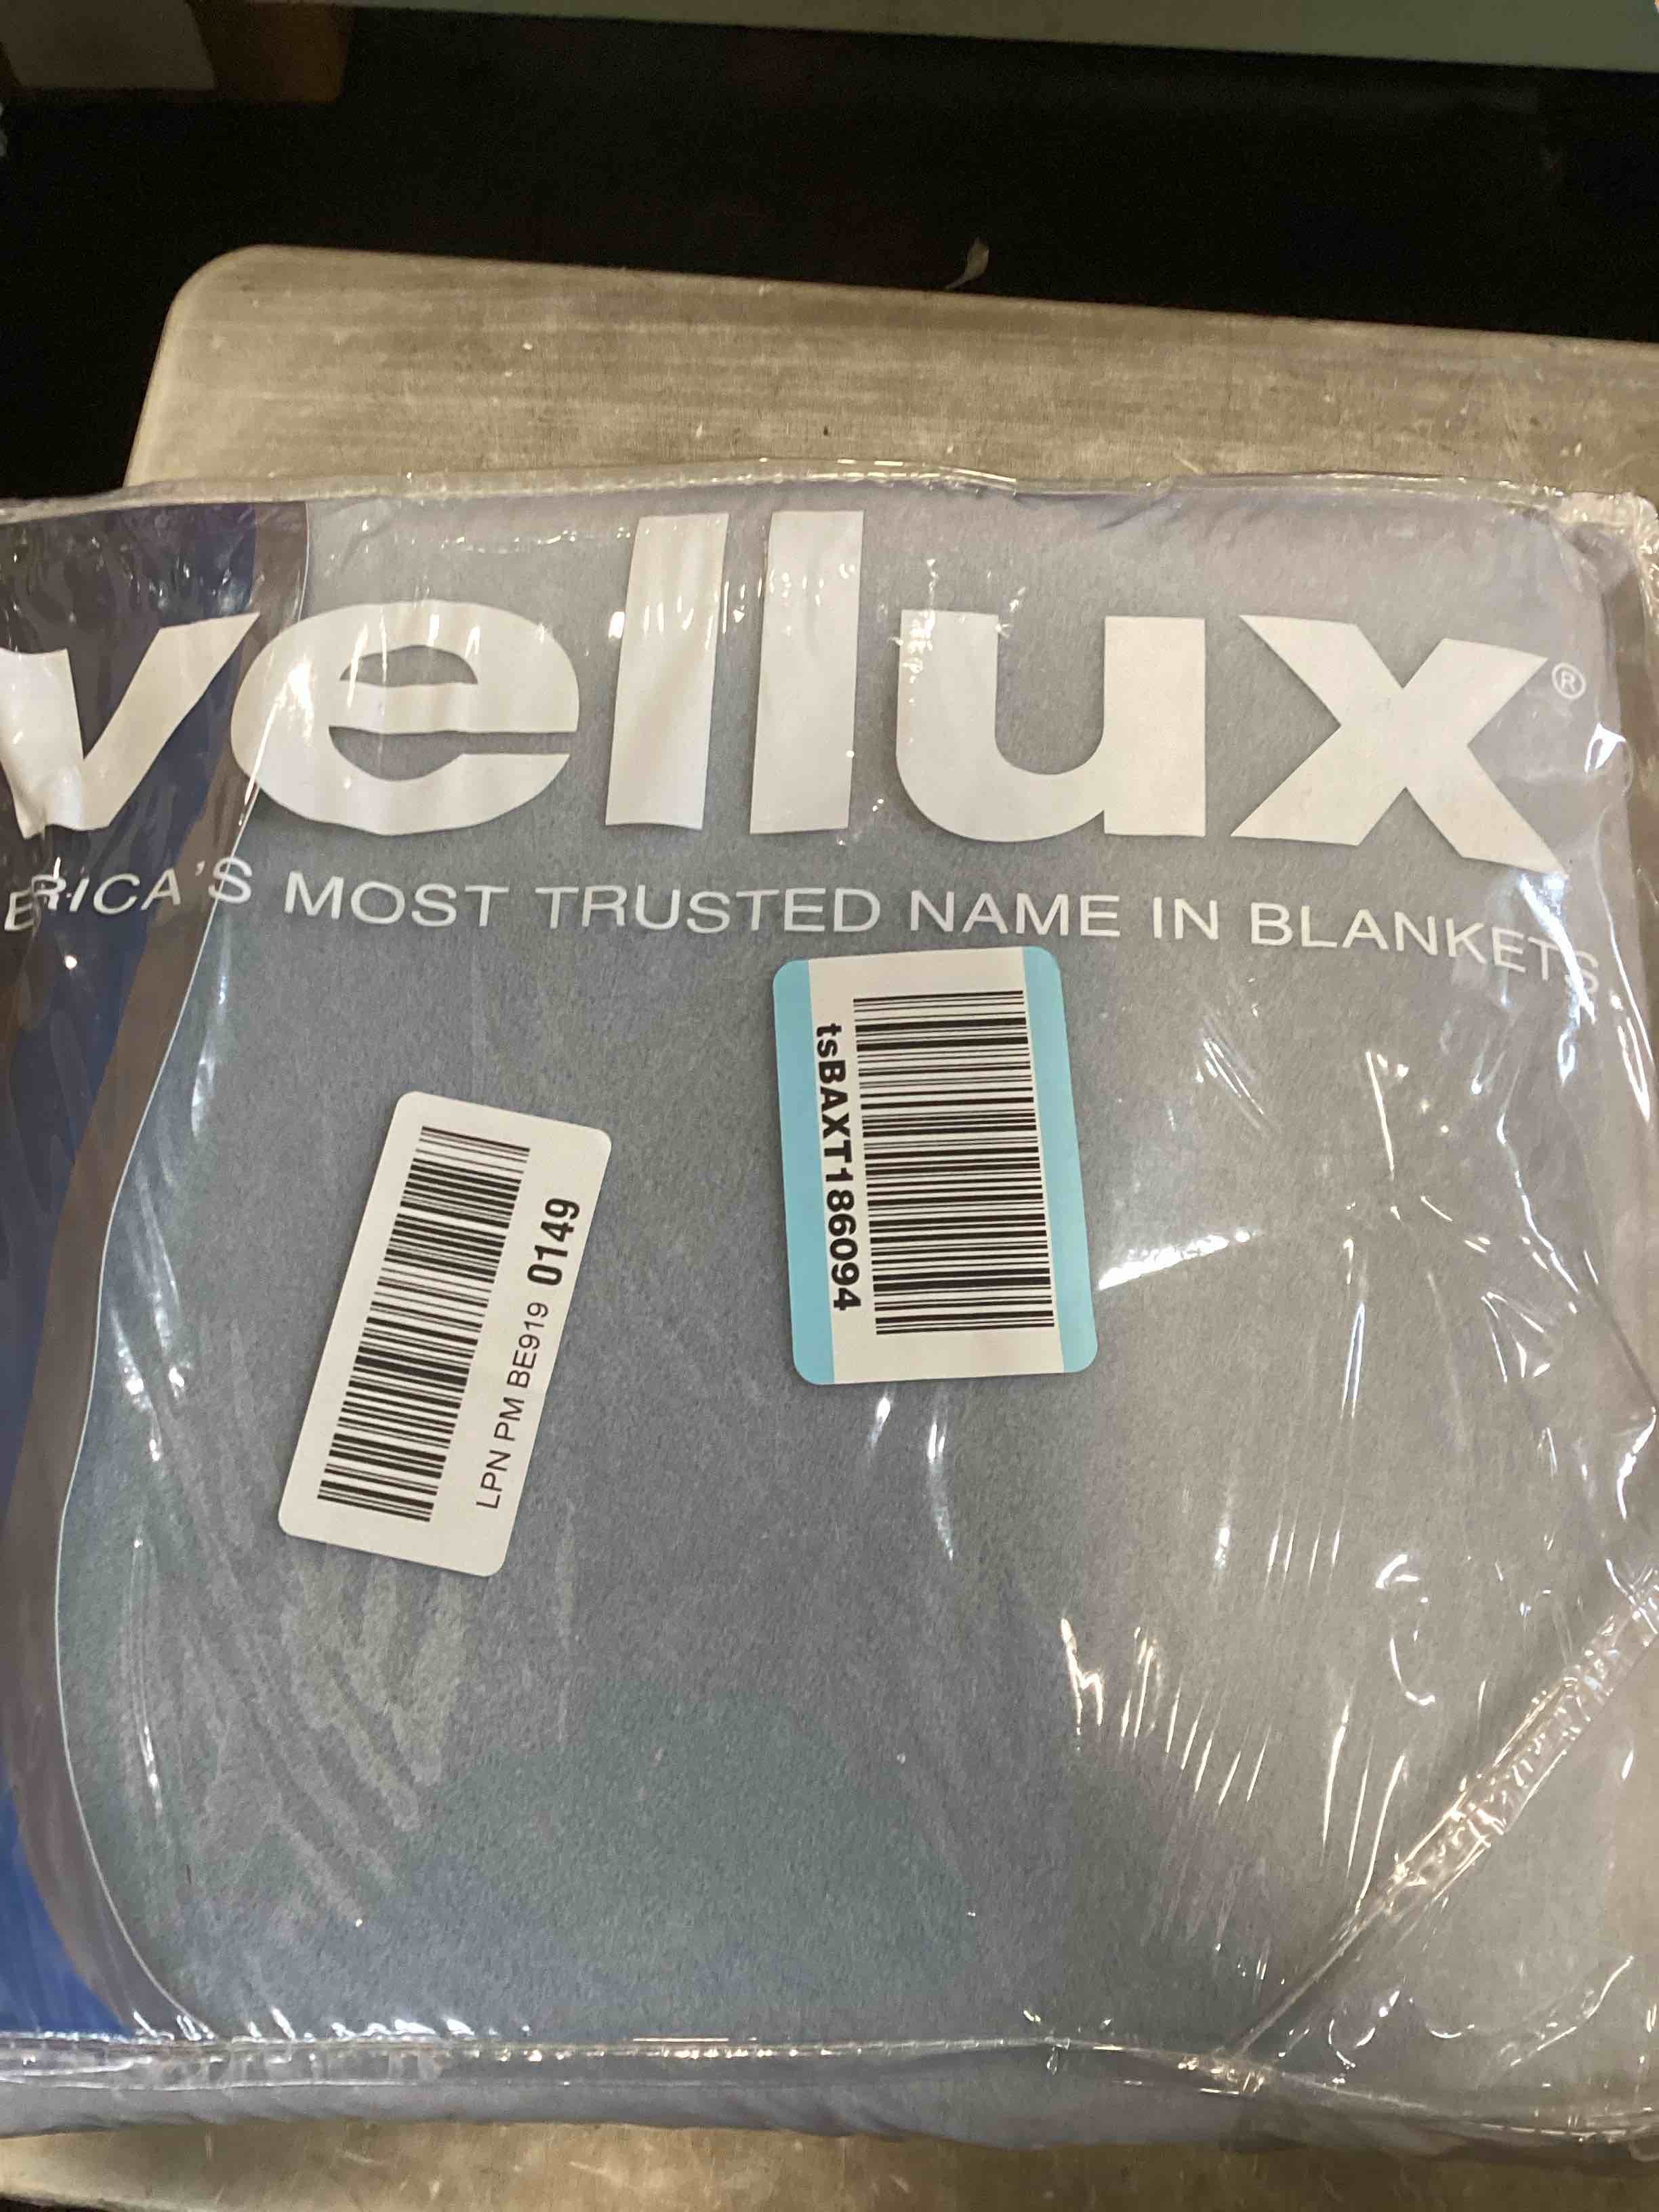 vellux®
ERICA'S MOST TRUSTED NAME IN BLANKETS
tsBAXT186094
LPN PM BE919 0149